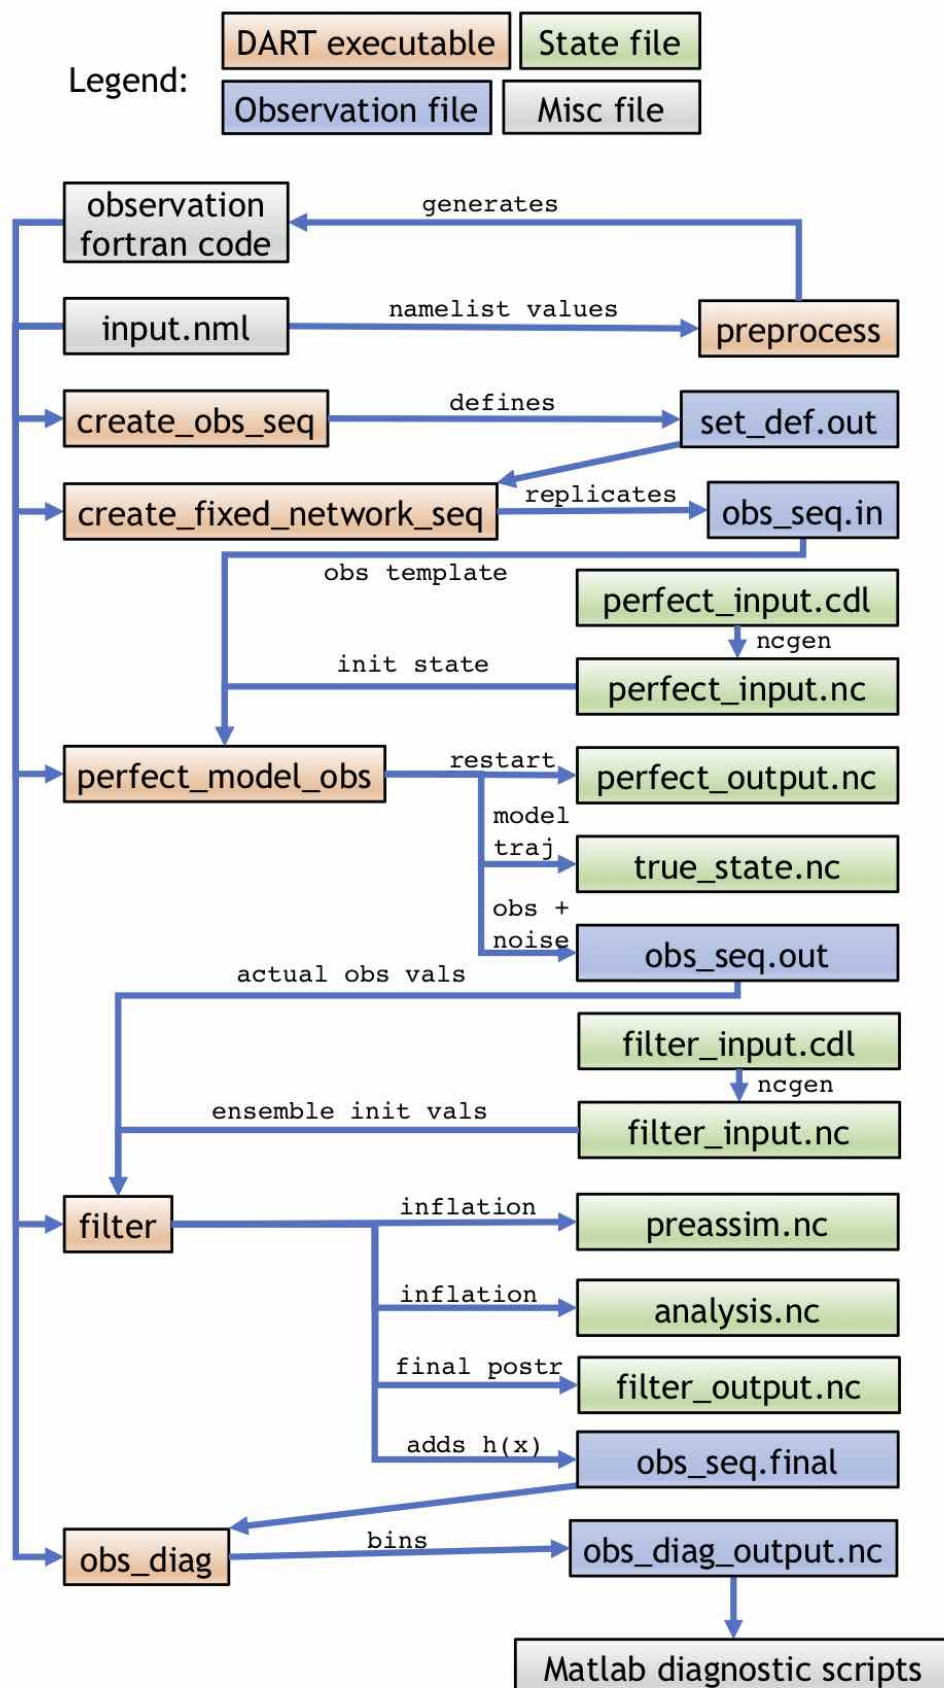 DART executable
State file
Legend:
Observation file
Misc file
observation
fortran code
generates
input.nml
namelist values
preprocess
create_obs_seq
defines
set_def.out
create_fixed_network_seq
replicates
obs_seq.in
obs template
perfect_input.cdl
ncgen
init state
perfect_input.nc
perfect_model_obs
restart
perfect_output.nc
model
traj
true_state.nc
obs +
noise
obs_seq.out
actual obs vals
filter_input.cdl
ncgen
ensemble init vals
filter_input.nc
filter
inflation
preassim.nc
inflation
analysis.nc
final postr
filter_output.nc
adds h(x)
obs_seq.final
obs_diag
bins
obs_diag_output.nc
Matlab diagnostic scripts